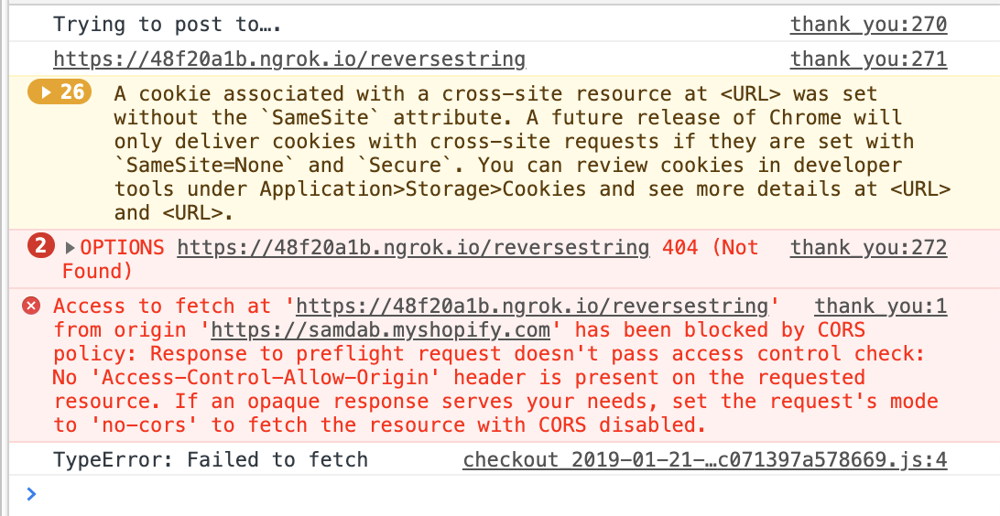 Trying to post to…. thank_you:270
https://48f20a1b.ngrok.io/reversestring thank_you:271
26 A cookie associated with a cross-site resource at <URL> was set
without the `SameSite` attribute. A future release of Chrome will
only deliver cookies with cross-site requests if they are set with
`SameSite=None` and `Secure`. You can review cookies in developer
tools under Application>Storage>Cookies and see more details at <URL>
and <URL>.
2 OPTIONS https://48f20a1b.ngrok.io/reversestring 404 (Not thank_you:272
Found)
Access to fetch at 'https://48f20a1b.ngrok.io/reversestring' thank_you:1
from origin 'https://samdab.myshopify.com' has been blocked by CORS
policy: Response to preflight request doesn't pass access control check:
No 'Access-Control-Allow-Origin' header is present on the requested
resource. If an opaque response serves your needs, set the request's mode
to 'no-cors' to fetch the resource with CORS disabled.
TypeError: Failed to fetch checkout_2019-01-21-…c071397a578669.js:4